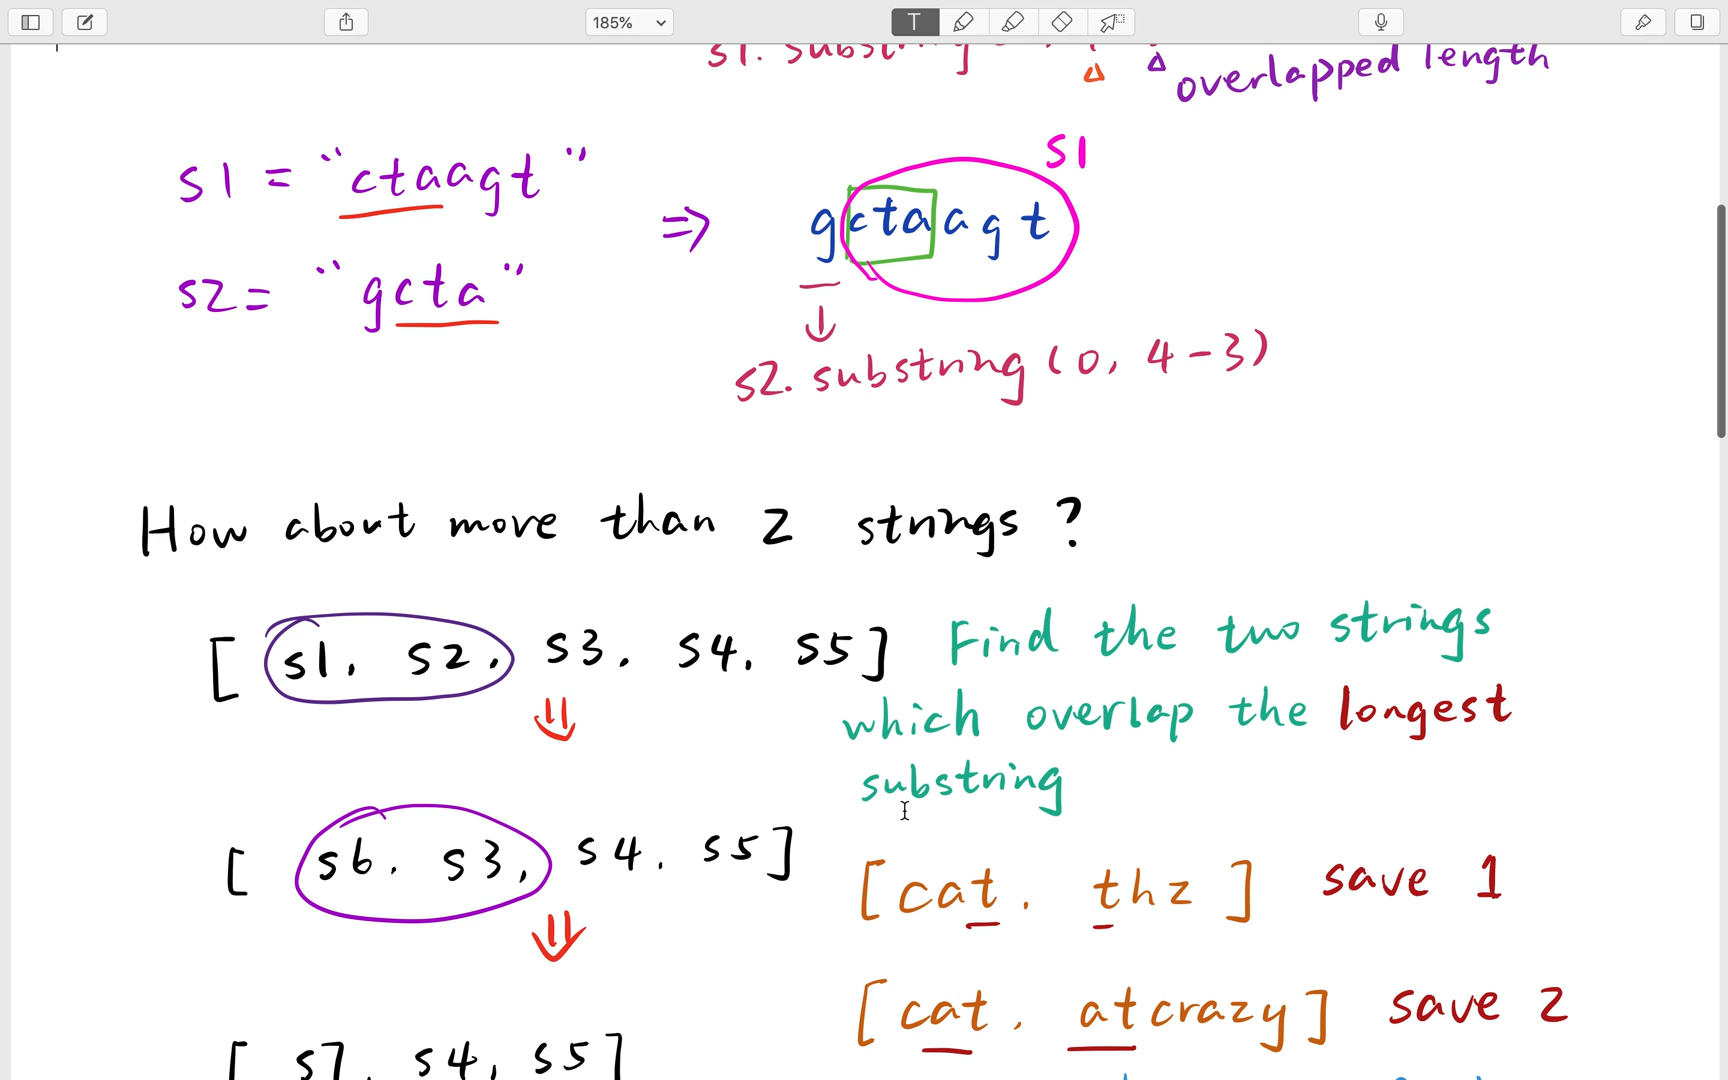 185%
T
s1. substring
overlapped length
s1 = "ctaagt"
s1
=> gctaagt
s2 = "gcta"
s2. substring (0, 4-3)
How about more than 2 strings ?
[ s1, s2, s3, s4, s5 ]
Find the two strings
which overlap the longest
substring
[ s6, s3, s4, s5 ]
[cat, thz ] save 1
[cat, atcrazy] save 2
[ s7, s4, s5 ]